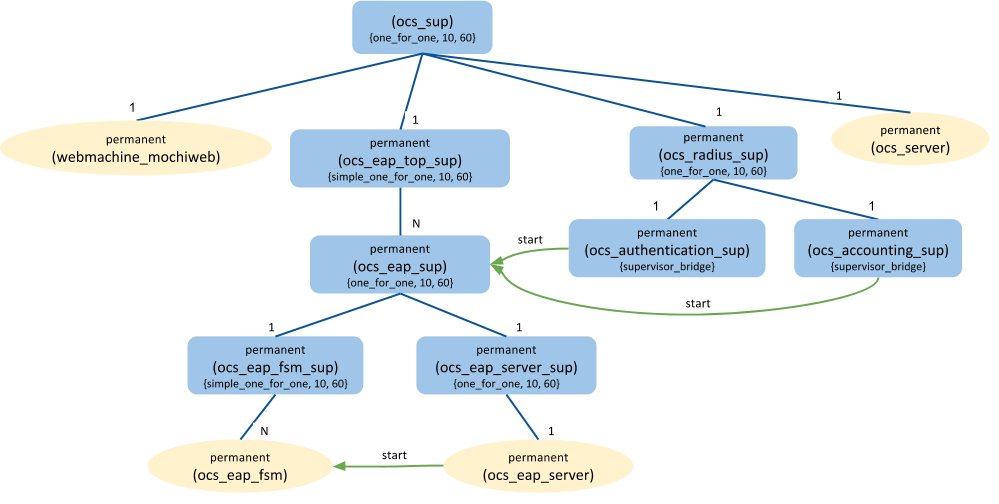 (ocs_sup)
{one_for_one, 10, 60}
1
1
1
1
permanent
(webmachine_mochiweb)
permanent
(ocs_eap_top_sup)
{simple_one_for_one, 10, 60}
permanent
(ocs_radius_sup)
{one_for_one, 10, 60}
permanent
(ocs_server)
N
1
1
permanent
(ocs_eap_sup)
{one_for_one, 10, 60}
start
permanent
(ocs_authentication_sup)
{supervisor_bridge}
permanent
(ocs_accounting_sup)
{supervisor_bridge}
start
1
1
permanent
(ocs_eap_fsm_sup)
{simple_one_for_one, 10, 60}
permanent
(ocs_eap_server_sup)
{one_for_one, 10, 60}
N
1
permanent
(ocs_eap_fsm)
start
permanent
(ocs_eap_server)